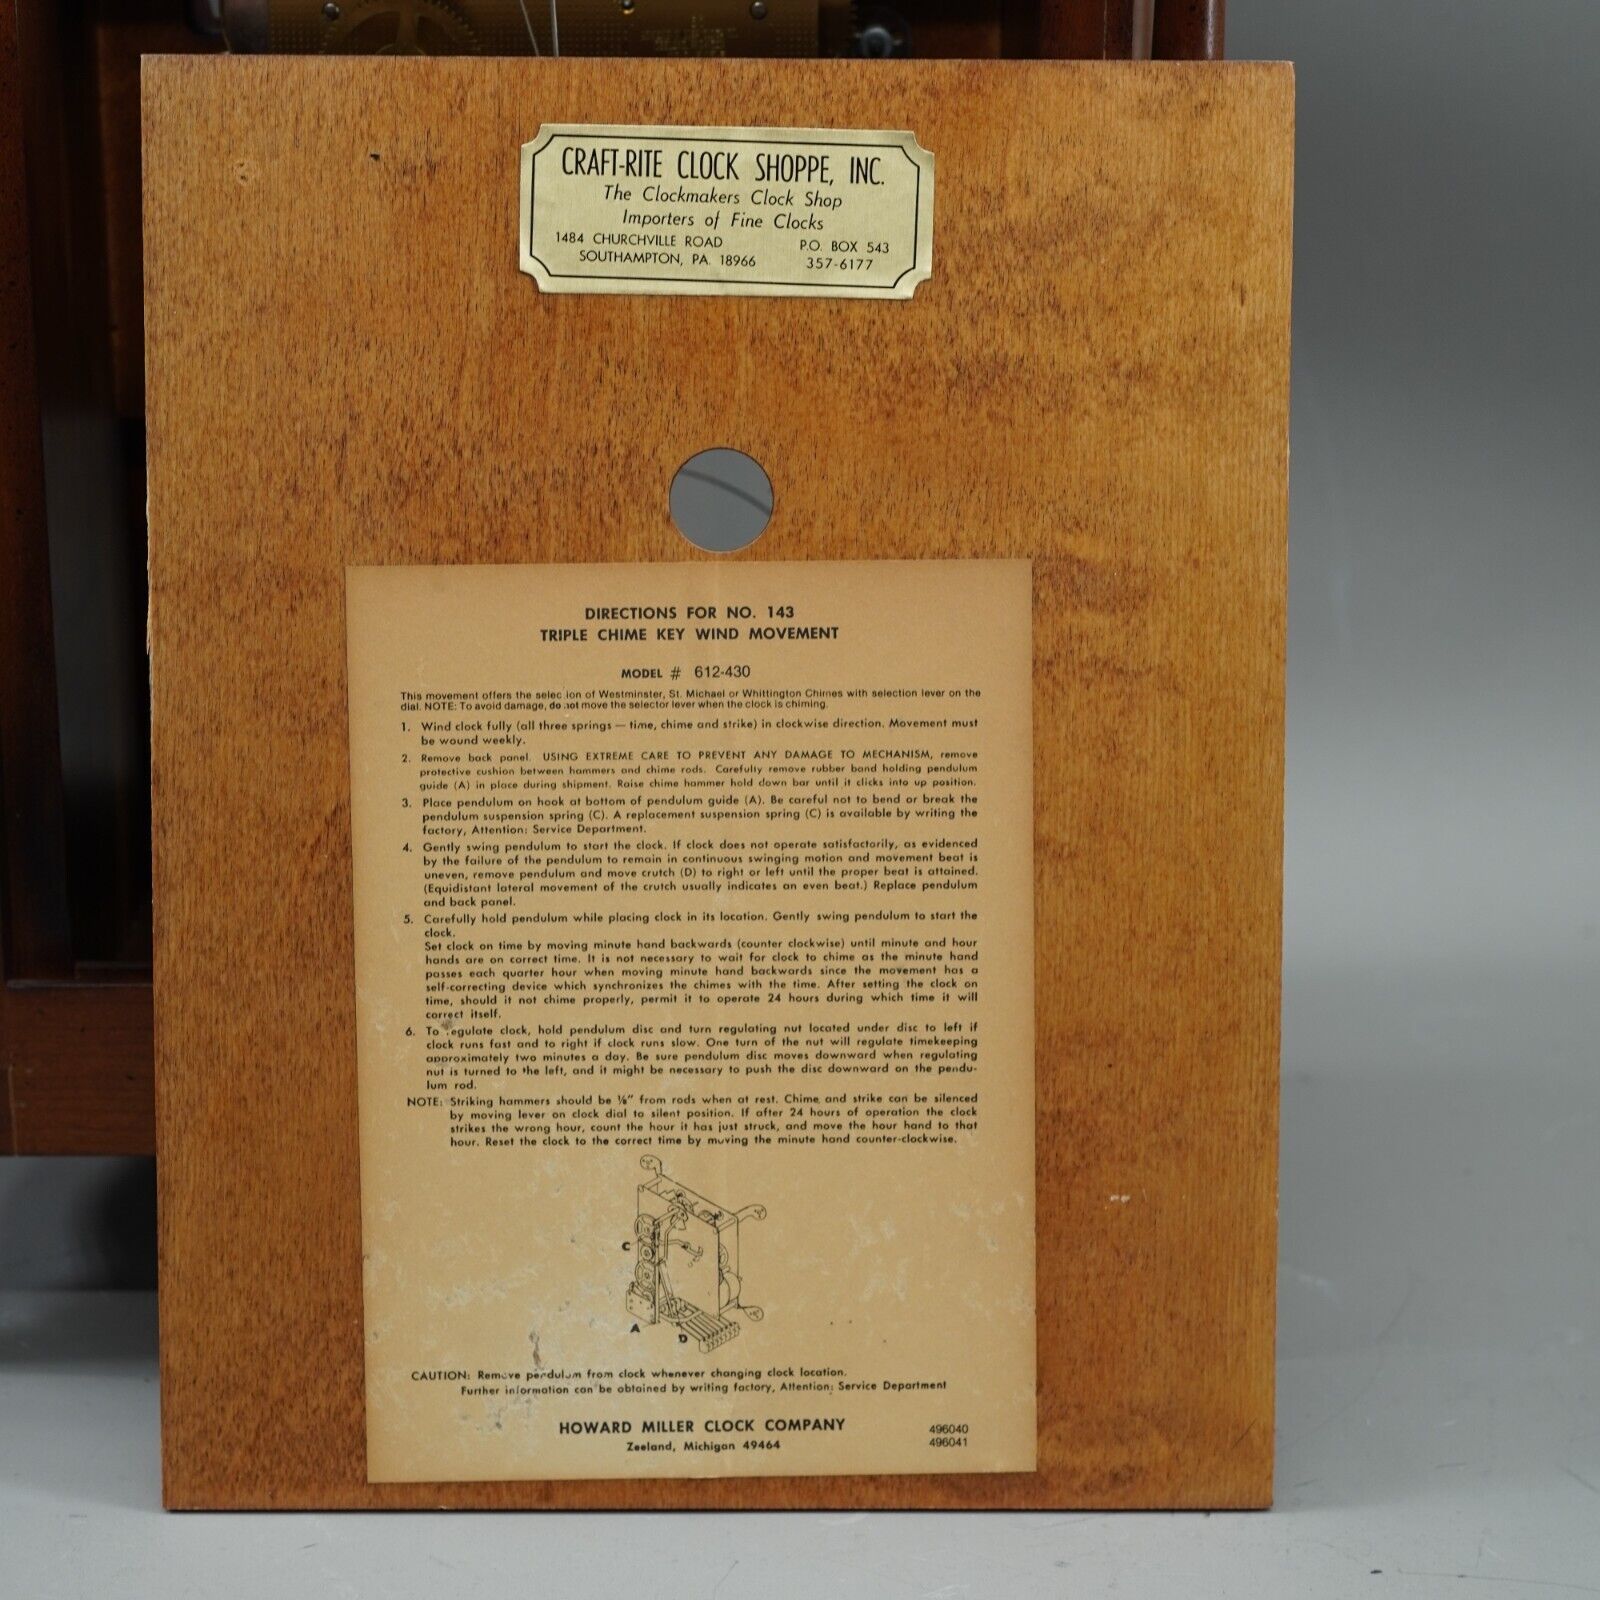 CRAFT-RITE CLOCK SHOPPE, INC.
The Clockmakers Clock Shop
Importers of Fine Clocks
1484 CHURCHVILLE ROAD P.O. BOX 543
SOUTHAMPTON, PA. 18966 357-6177
DIRECTIONS FOR NO. 143
TRIPLE CHIME KEY WIND MOVEMENT
MODEL # 612-430
This movement offers the selec ion of Westminster, St. Michael or Whittington Chimes with selection lever on the
dial. NOTE: To avoid damage, do not move the selector lever when the clock is chiming.
1. Wind clock fully (all three springs — time, chime and strike) in clockwise direction. Movement must
be wound weekly.
2. Remove back panel. USING EXTREME CARE TO PREVENT ANY DAMAGE TO MECHANISM, remove
protective cushion between hammers and chime rods. Carefully remove rubber band holding pendulum
guide (A) in place during shipment. Raise chime hammer hold down bar until it clicks into up position.
3. Place pendulum on hook at bottom of pendulum guide (A). Be careful not to bend or break the
pendulum suspension spring (C). A replacement suspension spring (C) is available by writing the
factory, Attention: Service Department.
4. Gently swing pendulum to start the clock. If clock does not operate satisfactorily, as evidenced
by the failure of the pendulum to remain in continuous swinging motion and movement beat is
uneven, remove pendulum and move crutch (D) to right or left until the proper beat is attained.
(Equidistant lateral movement of the crutch usually indicates an even beat.) Replace pendulum
and back panel.
5. Carefully hold pendulum while placing clock in its location. Gently swing pendulum to start the
clock.
Set clock on time by moving minute hand backwards (counter clockwise) until minute and hour
hands are on correct time. It is not necessary to wait for clock to chime as the minute hand
passes each quarter hour when moving minute hand backwards since the movement has a
self-correcting device which synchronizes the chimes with the time. After setting the clock on
time, should it not chime properly, permit it to operate 24 hours during which time it will
correct itself.
6. To egulate clock, hold pendulum disc and turn regulating nut located under disc to left if
clock runs fast and to right if clock runs slow. One turn of the nut will regulate timekeeping
approximately two minutes a day. Be sure pendulum disc moves downward when regulating
nut is turned to the left, and it might be necessary to push the disc downward on the pendu-
lum rod.
NOTE: Striking hammers should be ⅛" from rods when at rest. Chime and strike can be silenced
by moving lever on clock dial to silent position. If after 24 hours of operation the clock
strikes the wrong hour, count the hour it has just struck, and move the hour hand to that
hour. Reset the clock to the correct time by moving the minute hand counter-clockwise.
C
A
D
CAUTION: Remove pendulum from clock whenever changing clock location.
Further information can be obtained by writing factory, Attention: Service Department
HOWARD MILLER CLOCK COMPANY
Zeeland, Michigan 49464
496040
496041